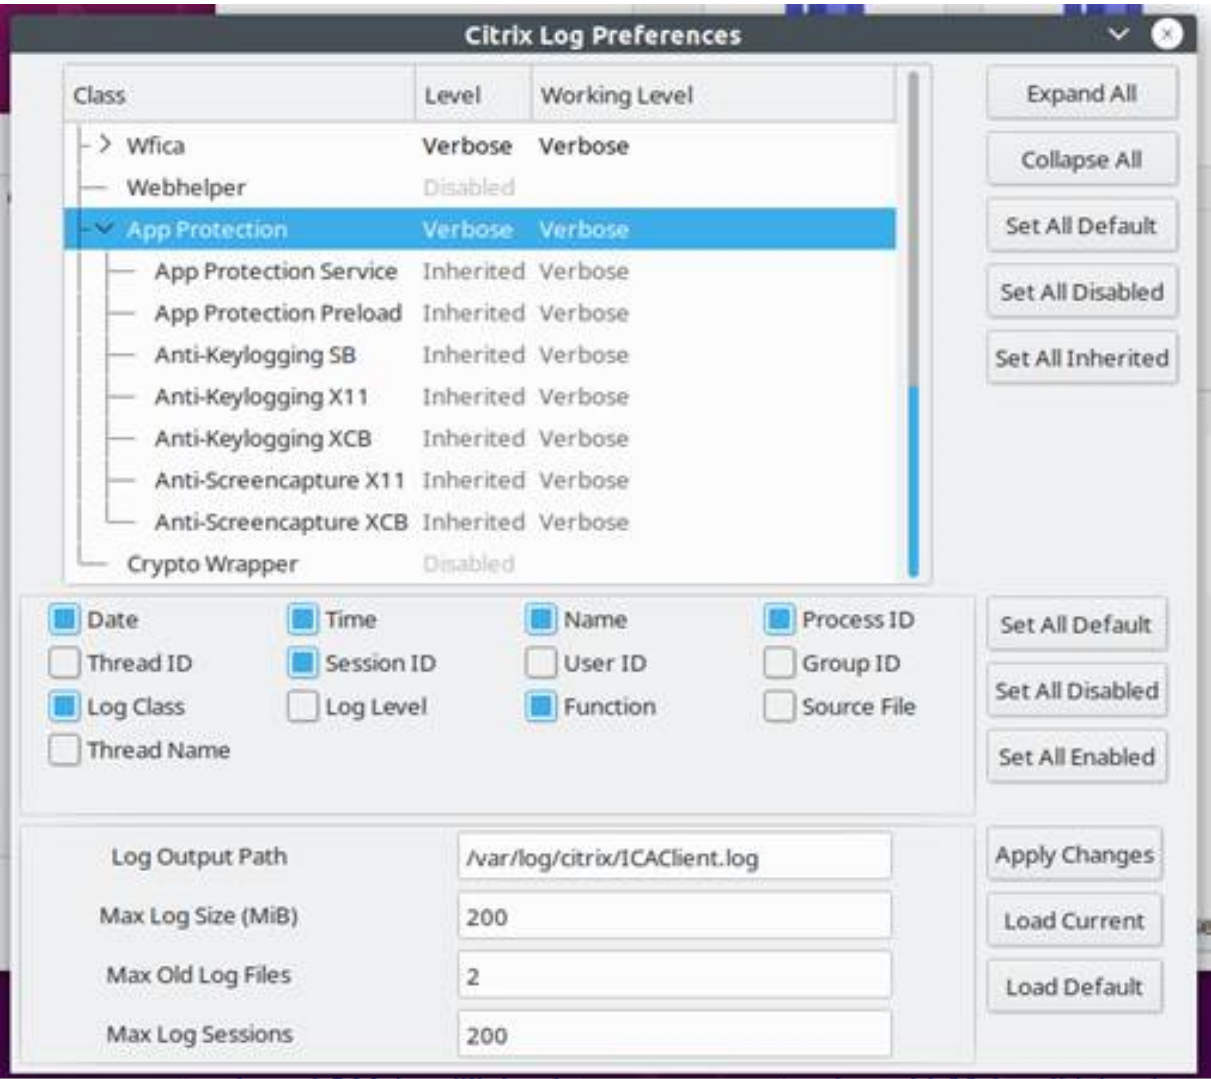 Citrix Log Preferences
Class Level Working Level
Wfica Verbose Verbose
Webhelper Disabled
App Protection Verbose Verbose
App Protection Service Inherited Verbose
App Protection Preload Inherited Verbose
Anti-Keylogging SB Inherited Verbose
Anti-Keylogging X11 Inherited Verbose
Anti-Keylogging XCB Inherited Verbose
Anti-Screencapture X11 Inherited Verbose
Anti-Screencapture XCB Inherited Verbose
Crypto Wrapper Disabled
Expand All
Collapse All
Set All Default
Set All Disabled
Set All Inherited
Date Time Name Process ID
Thread ID Session ID User ID Group ID
Log Class Log Level Function Source File
Thread Name
Set All Default
Set All Disabled
Set All Enabled
Log Output Path /var/log/citrix/ICAClient.log
Max Log Size (MiB) 200
Max Old Log Files 2
Max Log Sessions 200
Apply Changes
Load Current
Load Default